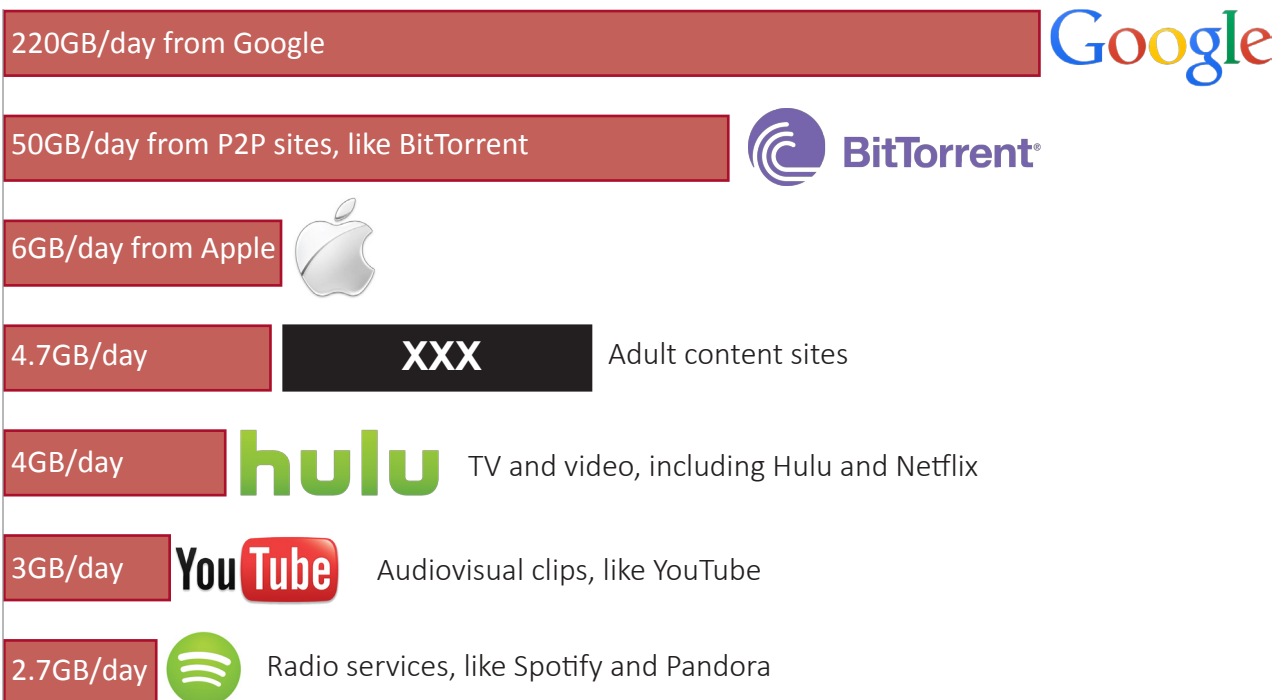 220GB/day from Google
Google
50GB/day from P2P sites, like BitTorrent
BitTorrent®
6GB/day from Apple
4.7GB/day
XXX
Adult content sites
4GB/day
hulu
TV and video, including Hulu and Netflix
3GB/day
YouTube
Audiovisual clips, like YouTube
2.7GB/day
Radio services, like Spotify and Pandora